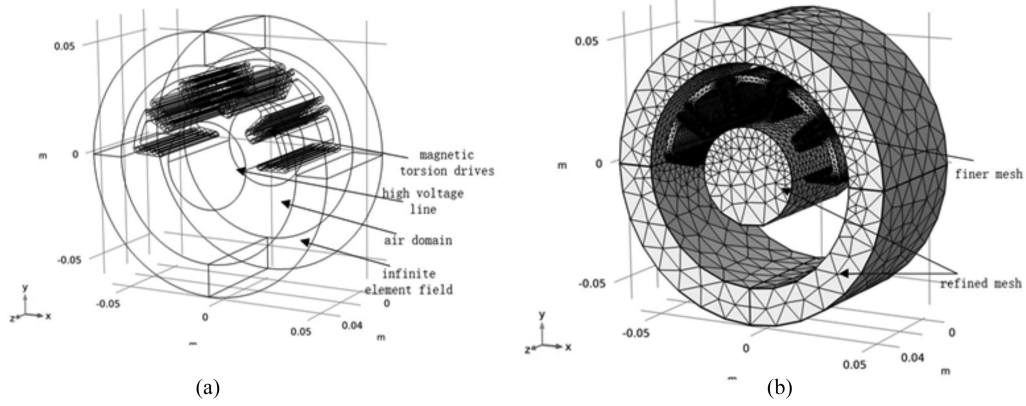 0.05
m
0
-0.05
y
z
x
-0.05
0
0.05
0.04
0
m
m
magnetic
torsion drives
high voltage
line
air domain
infinite
element field
(a)
0.05
m
0
-0.05
y
z
x
-0.05
0
0.05
0.04
0
m
m
finer mesh
refined mesh
(b)